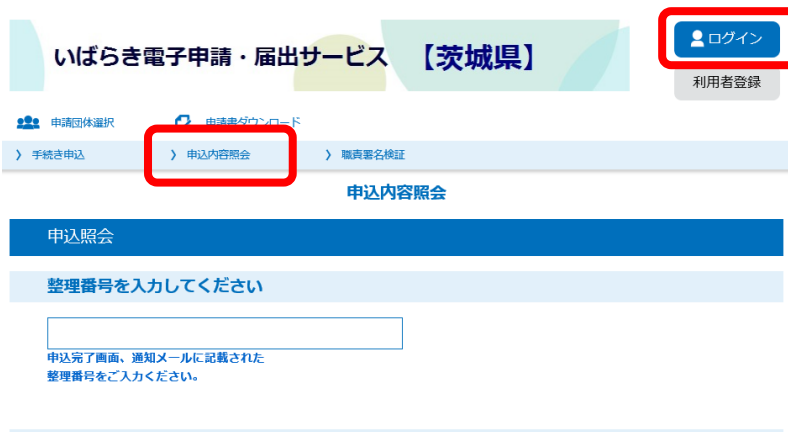 いばらき電子申請・届出サービス 【茨城県】
ログイン
利用者登録
申請団体選択 申請書ダウンロード
〉手続き申込 〉申込内容照会 〉職責署名検証
申込内容照会
申込照会
整理番号を入力してください
申込完了画面、通知メールに記載された
整理番号をご入力ください。